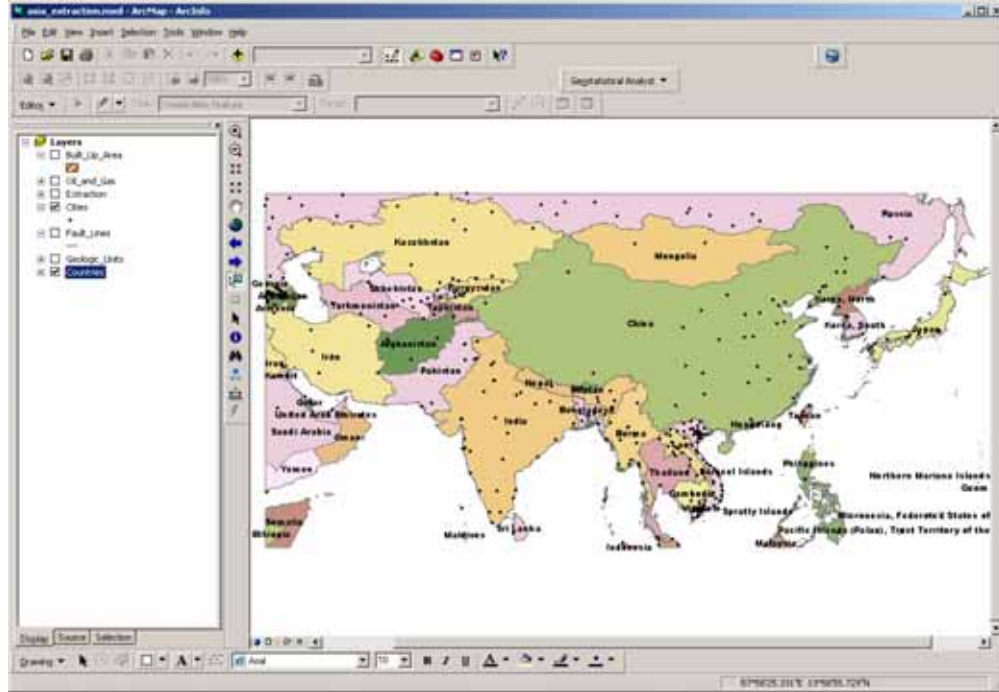 asia_extraction.mxd - ArcMap - ArcInfo
File Edit View Insert Selection Tools Window Help
Geostatistical Analyst
Editor
Layers
Built_Up_Area
Oil_and_Gas
Extraction
Cities
Fault_Lines
Geologic_Units
Countries
Russia
Kazakhstan
Mongolia
Georgia
Uzbekistan
Kyrgyzstan
Turkmenistan
Tajikistan
Korea, North
China
Korea, South
Japan
Afghanistan
Iraq
Iran
Kuwait
Pakistan
Nepal
Bhutan
Qatar
United Arab Emirates
Bangladesh
Taiwan
India
Hong Kong
Saudi Arabia
Oman
Burma
Laos
Yemen
Thailand
Paracel Islands
Philippines
Northern Mariana Islands
Guam
Cambodia
Vietnam
Spratly Islands
Somalia
Micronesia, Federated States of
Ethiopia
Maldives
Sri Lanka
Pacific Islands (Palau), Trust Territory of the
Indonesia
Malaysia
Display Source Selection
Drawing
A
Arial
10
B I U A